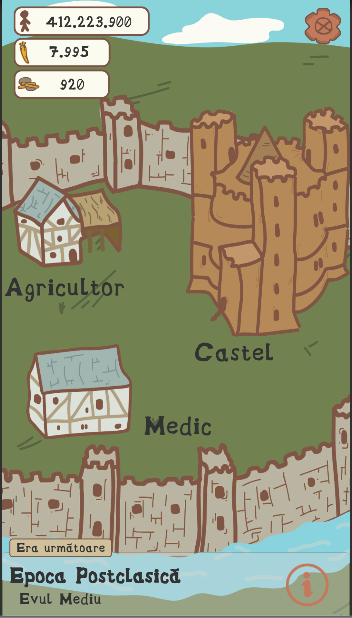 412.223.900
7.995
920
Agricultor
Castel
Medic
Era următoare
Epoca Postclasică
Evul Mediu
i